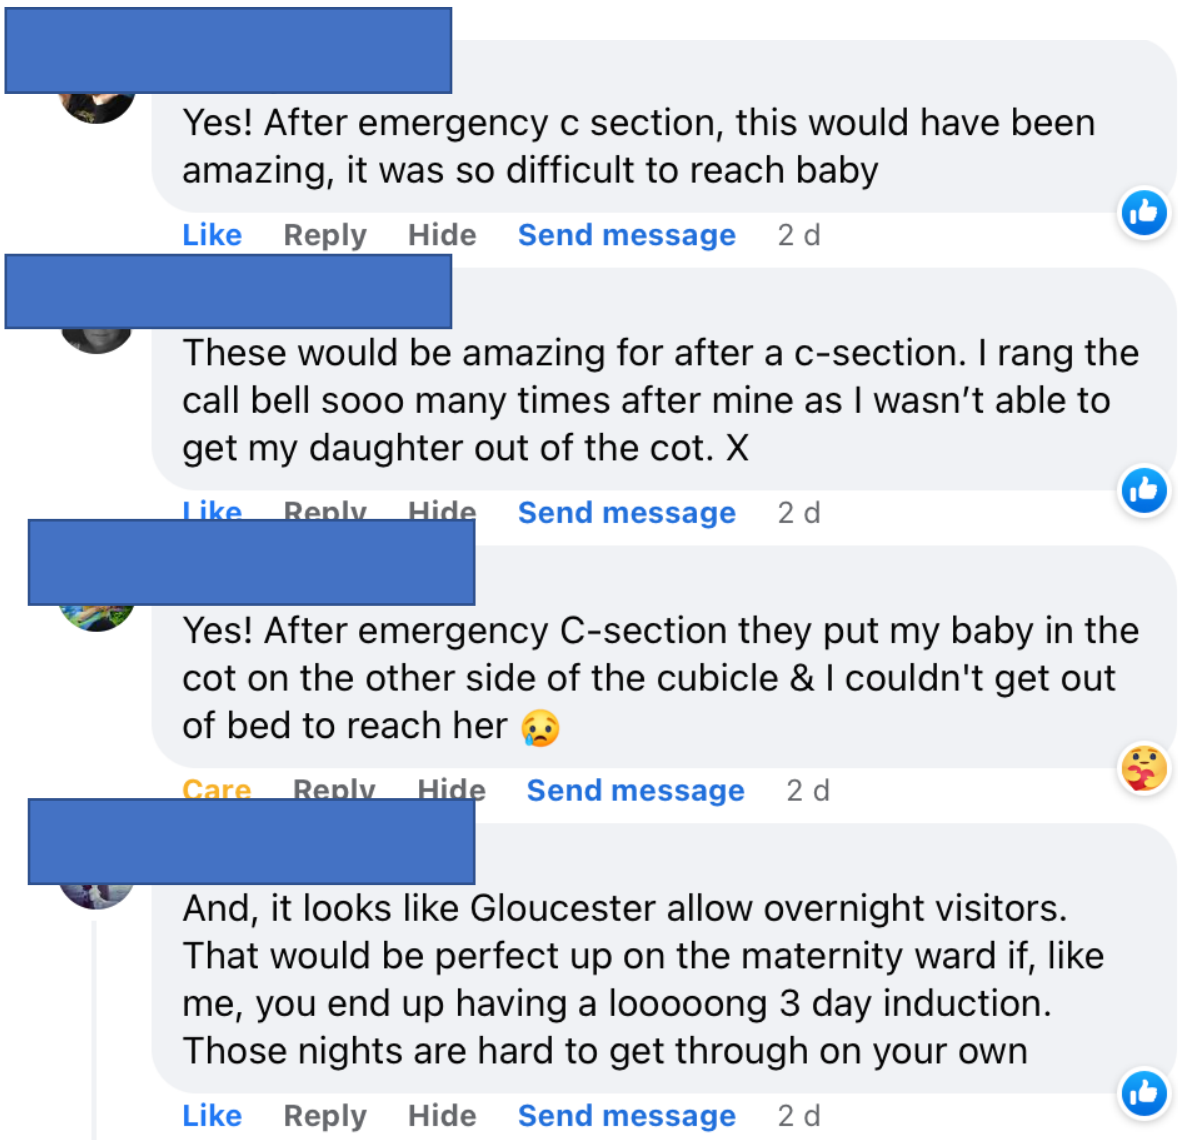 Yes! After emergency c section, this would have been
amazing, it was so difficult to reach baby
Like Reply Hide Send message 2 d
These would be amazing for after a c-section. I rang the
call bell sooo many times after mine as I wasn’t able to
get my daughter out of the cot. X
Like Reply Hide Send message 2 d
Yes! After emergency C-section they put my baby in the
cot on the other side of the cubicle & I couldn't get out
of bed to reach her 😥
Care Reply Hide Send message 2 d
And, it looks like Gloucester allow overnight visitors.
That would be perfect up on the maternity ward if, like
me, you end up having a looooong 3 day induction.
Those nights are hard to get through on your own
Like Reply Hide Send message 2 d